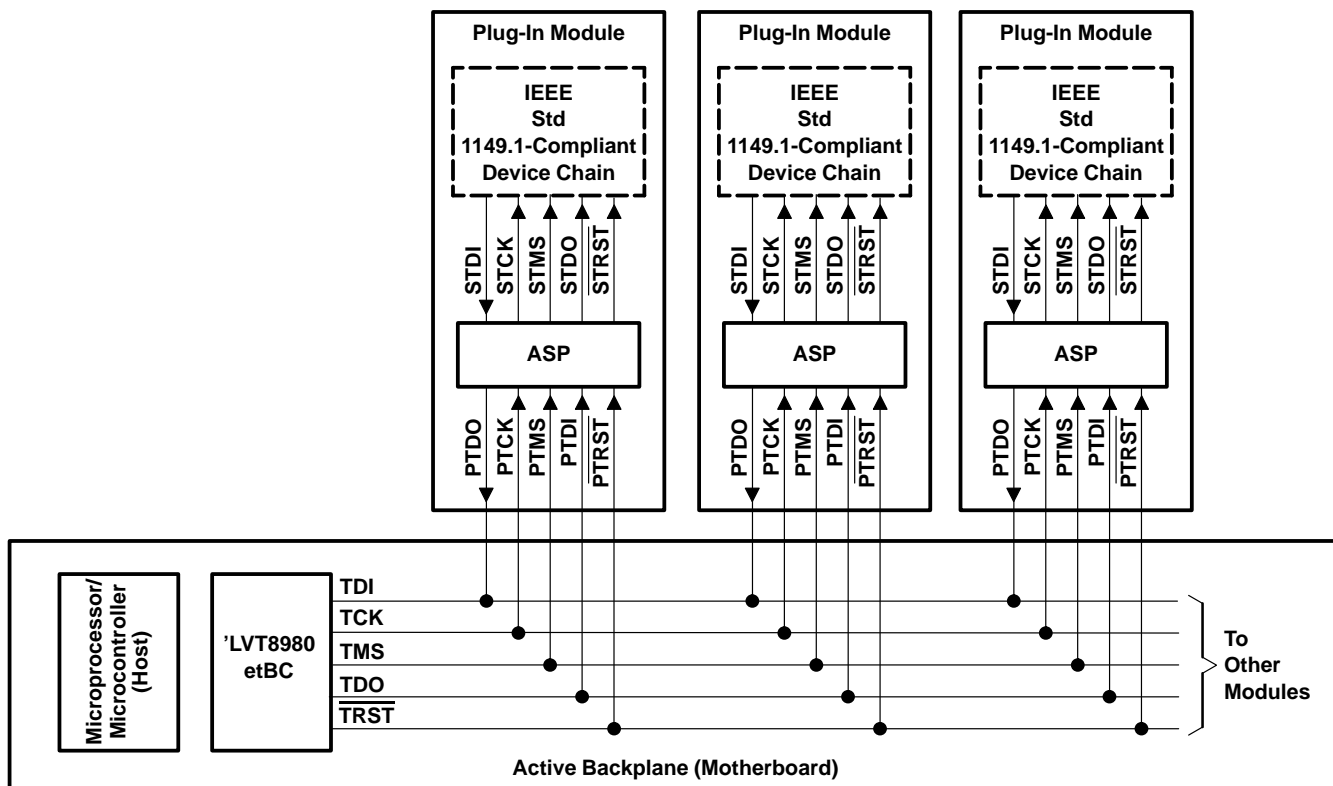 Plug-In Module
Plug-In Module
Plug-In Module
IEEE
Std
1149.1-Compliant
Device Chain
IEEE
Std
1149.1-Compliant
Device Chain
IEEE
Std
1149.1-Compliant
Device Chain
STDI
STCK
STMS
STDO
STRST
STDI
STCK
STMS
STDO
STRST
STDI
STCK
STMS
STDO
STRST
ASP
ASP
ASP
PTDO
PTCK
PTMS
PTDI
PTRST
PTDO
PTCK
PTMS
PTDI
PTRST
PTDO
PTCK
PTMS
PTDI
PTRST
Microprocessor/
Microcontroller
(Host)
’LVT8980
etBC
TDI
TCK
TMS
TDO
TRST
To
Other
Modules
Active Backplane (Motherboard)